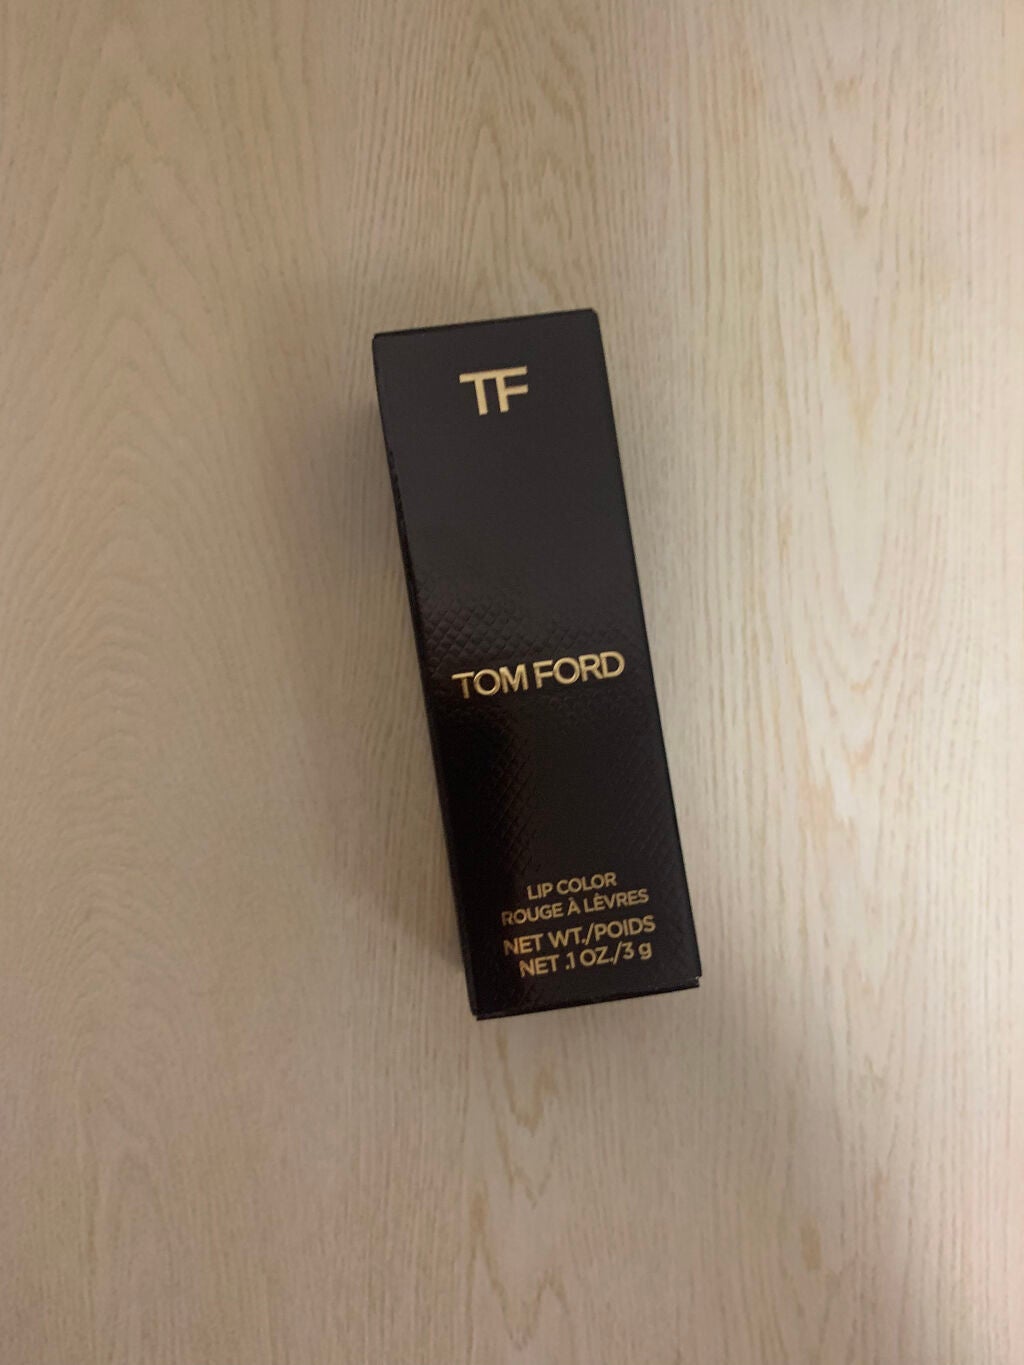 TF
TOM FORD
LIP COLOR
ROUGE À LÈVRES
NET WT./POIDS
NET .1 OZ./3 g